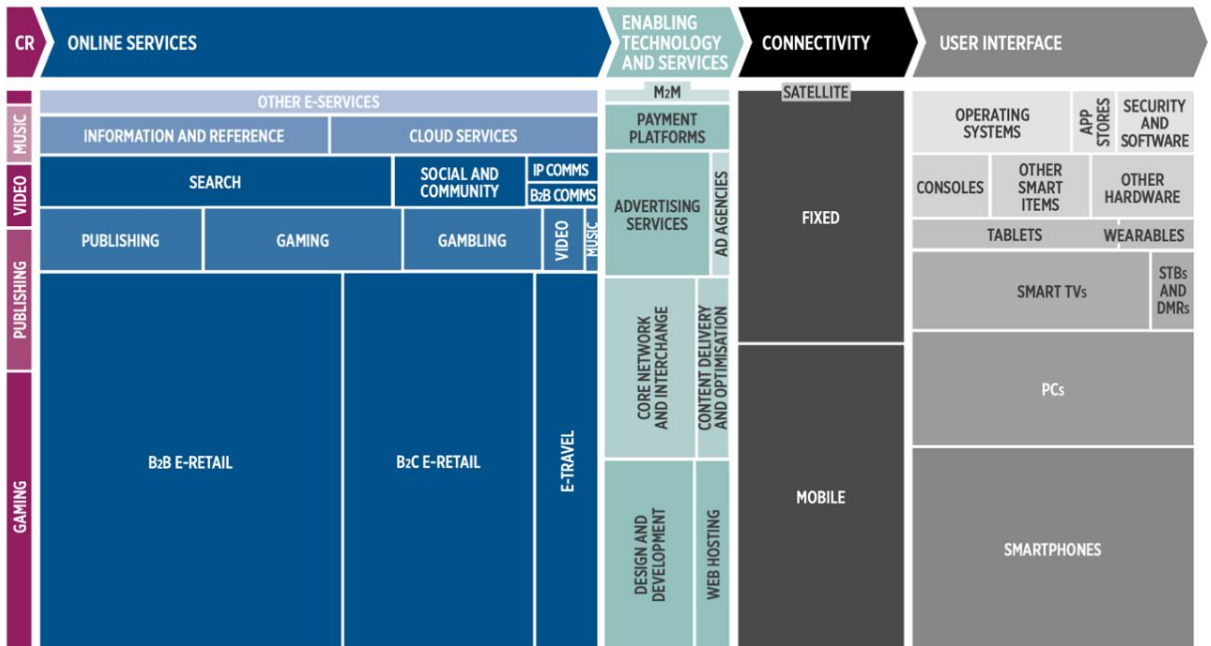 CR
ONLINE SERVICES
ENABLING
TECHNOLOGY
AND SERVICES
CONNECTIVITY
USER INTERFACE
MUSIC
VIDEO
PUBLISHING
GAMING
OTHER E-SERVICES
INFORMATION AND REFERENCE
CLOUD SERVICES
SEARCH
SOCIAL AND
COMMUNITY
IP COMMS
B2B COMMS
PUBLISHING
GAMING
GAMBLING
VIDEO
MUSIC
B2B E-RETAIL
B2C E-RETAIL
E-TRAVEL
M2M
PAYMENT
PLATFORMS
ADVERTISING
SERVICES
AD AGENCIES
CORE NETWORK
AND INTERCHANGE
CONTENT DELIVERY
AND OPTIMISATION
DESIGN AND
DEVELOPMENT
WEB HOSTING
SATELLITE
FIXED
MOBILE
OPERATING
SYSTEMS
APP
STORES
SECURITY
AND
SOFTWARE
CONSOLES
OTHER
SMART
ITEMS
OTHER
HARDWARE
TABLETS
WEARABLES
SMART TVs
STBs
AND
DMRs
PCs
SMARTPHONES